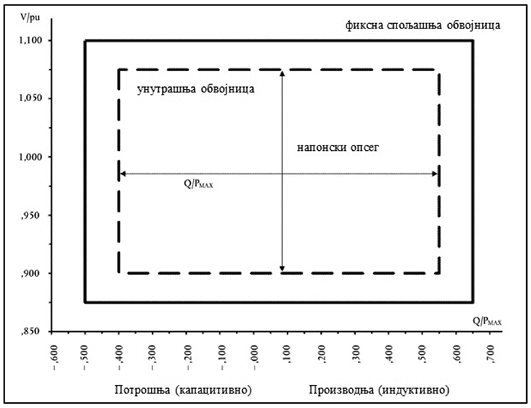 V/pu
1,100
фиксна спољашња обвојница
унутрашња обвојница
1,050
напонски опсег
1,000
Q/PMAX
,950
,900
,850
Q/PMAX
-,600
-,500
-,400
-,300
-,200
-,100
-,000
,100
,200
,300
,400
,500
,600
,700
Потрошња (капацитивно)
Производња (индуктивно)